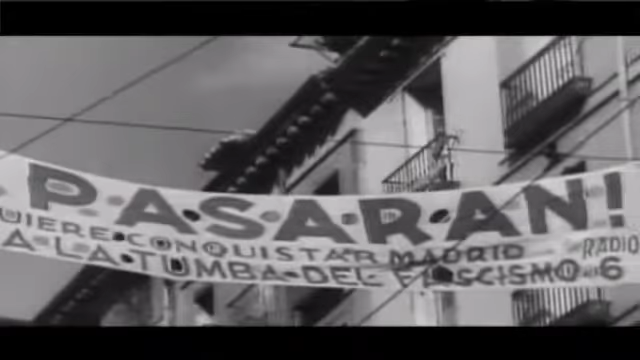 PASARAN!
UIERE CONQUISTAR MADRID
A LA TUMBA DEL FASCISMO
RADIO
6